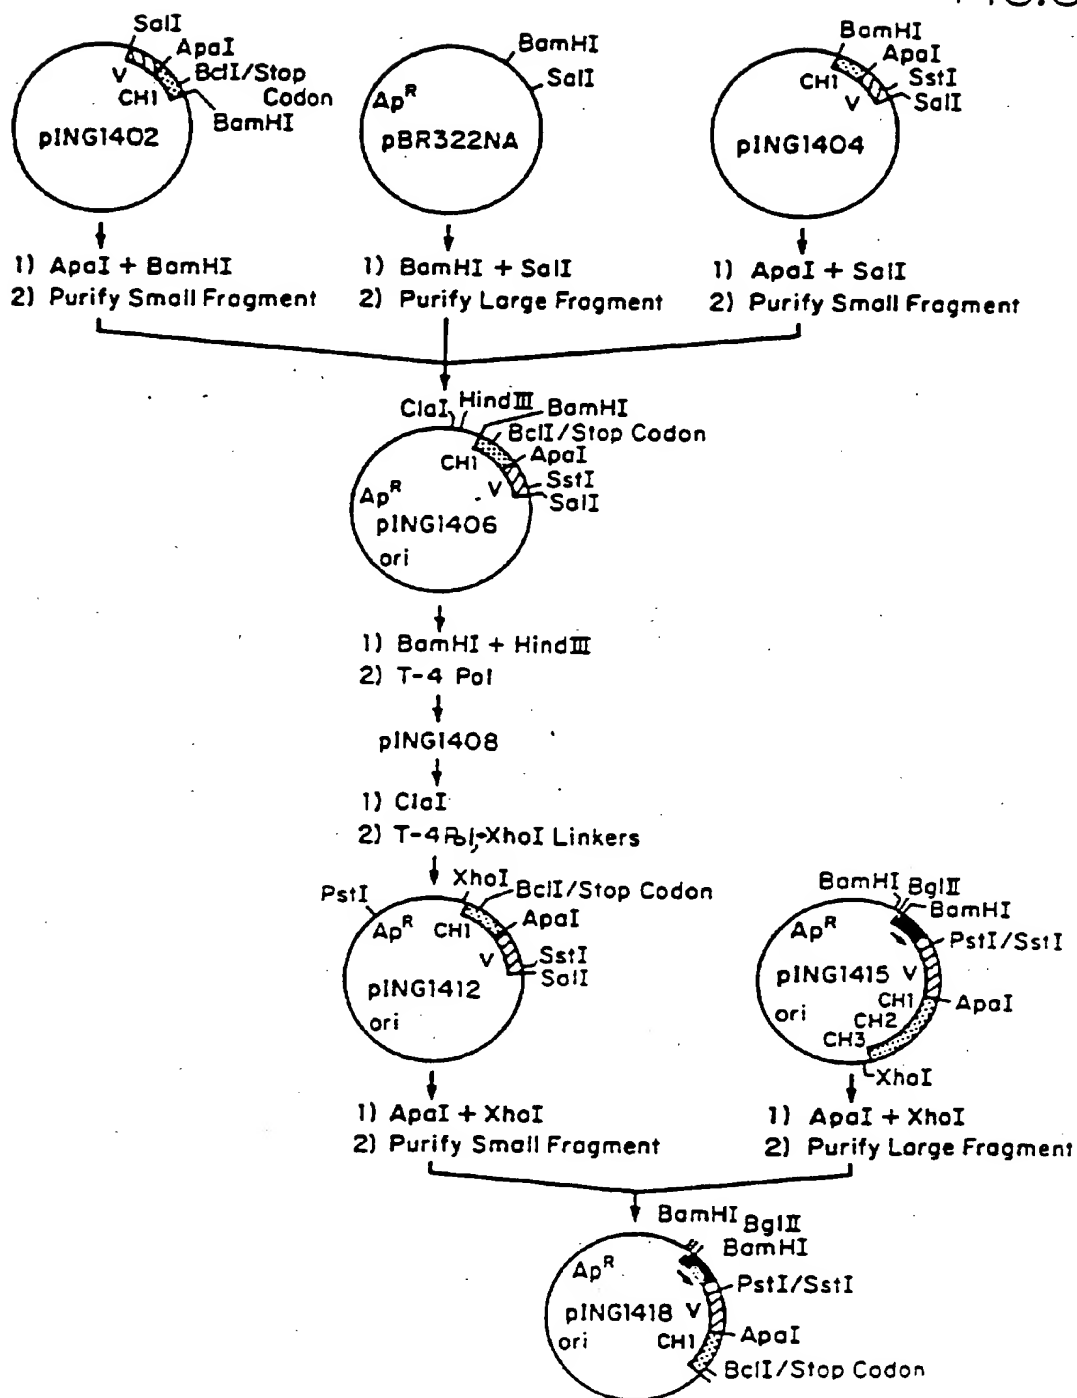 SalI
ApaI
V
BclI/Stop
CH1
Codon
BamHI
pING1402
BamHI
SalI
Ap^R
pBR322NA
BamHI
ApaI
CH1
SstI
V
SalI
pING1404
1) ApaI + BamHI
2) Purify Small Fragment
1) BamHI + SalI
2) Purify Large Fragment
1) ApaI + SalI
2) Purify Small Fragment
ClaI
HindIII
BamHI
BclI/Stop Codon
CH1
ApaI
V
SstI
SalI
Ap^R
pING1406
ori
1) BamHI + HindIII
2) T-4 Pol
pING1408
1) ClaI
2) T-4 Pol, XhoI Linkers
PstI
XhoI
BclI/Stop Codon
Ap^R
CH1
ApaI
V
SstI
SalI
pING1412
ori
BamHI
BglII
BamHI
Ap^R
PstI/SstI
pING1415
V
CH1
ApaI
ori
CH2
CH3
XhoI
1) ApaI + XhoI
2) Purify Small Fragment
1) ApaI + XhoI
2) Purify Large Fragment
BamHI
BglII
BamHI
Ap^R
PstI/SstI
pING1418
V
ori
CH1
ApaI
BclI/Stop Codon